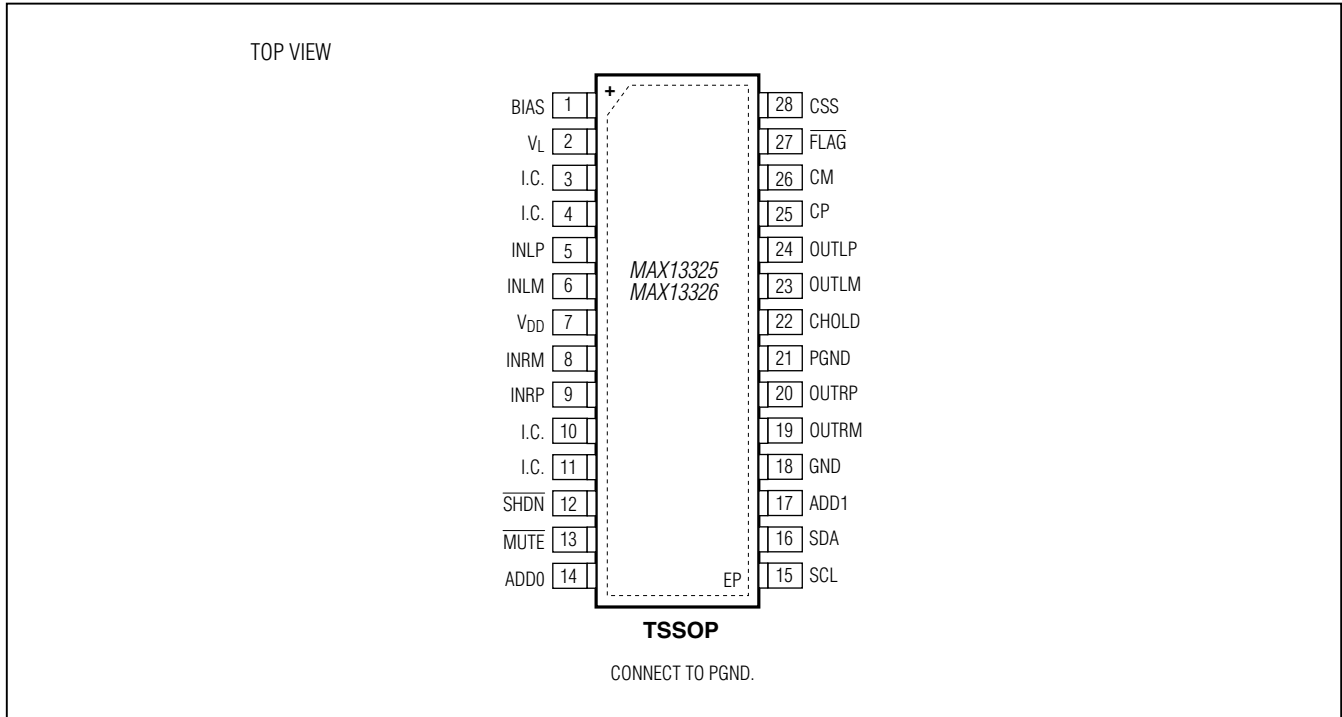 TOP VIEW
+
BIAS 1
VL 2
I.C. 3
I.C. 4
INLP 5
INLM 6
VDD 7
INRM 8
INRP 9
I.C. 10
I.C. 11
SHDN 12
MUTE 13
ADD0 14
MAX13325
MAX13326
28 CSS
27 FLAG
26 CM
25 CP
24 OUTLP
23 OUTLM
22 CHOLD
21 PGND
20 OUTRP
19 OUTRM
18 GND
17 ADD1
16 SDA
15 SCL
EP
TSSOP
CONNECT TO PGND.